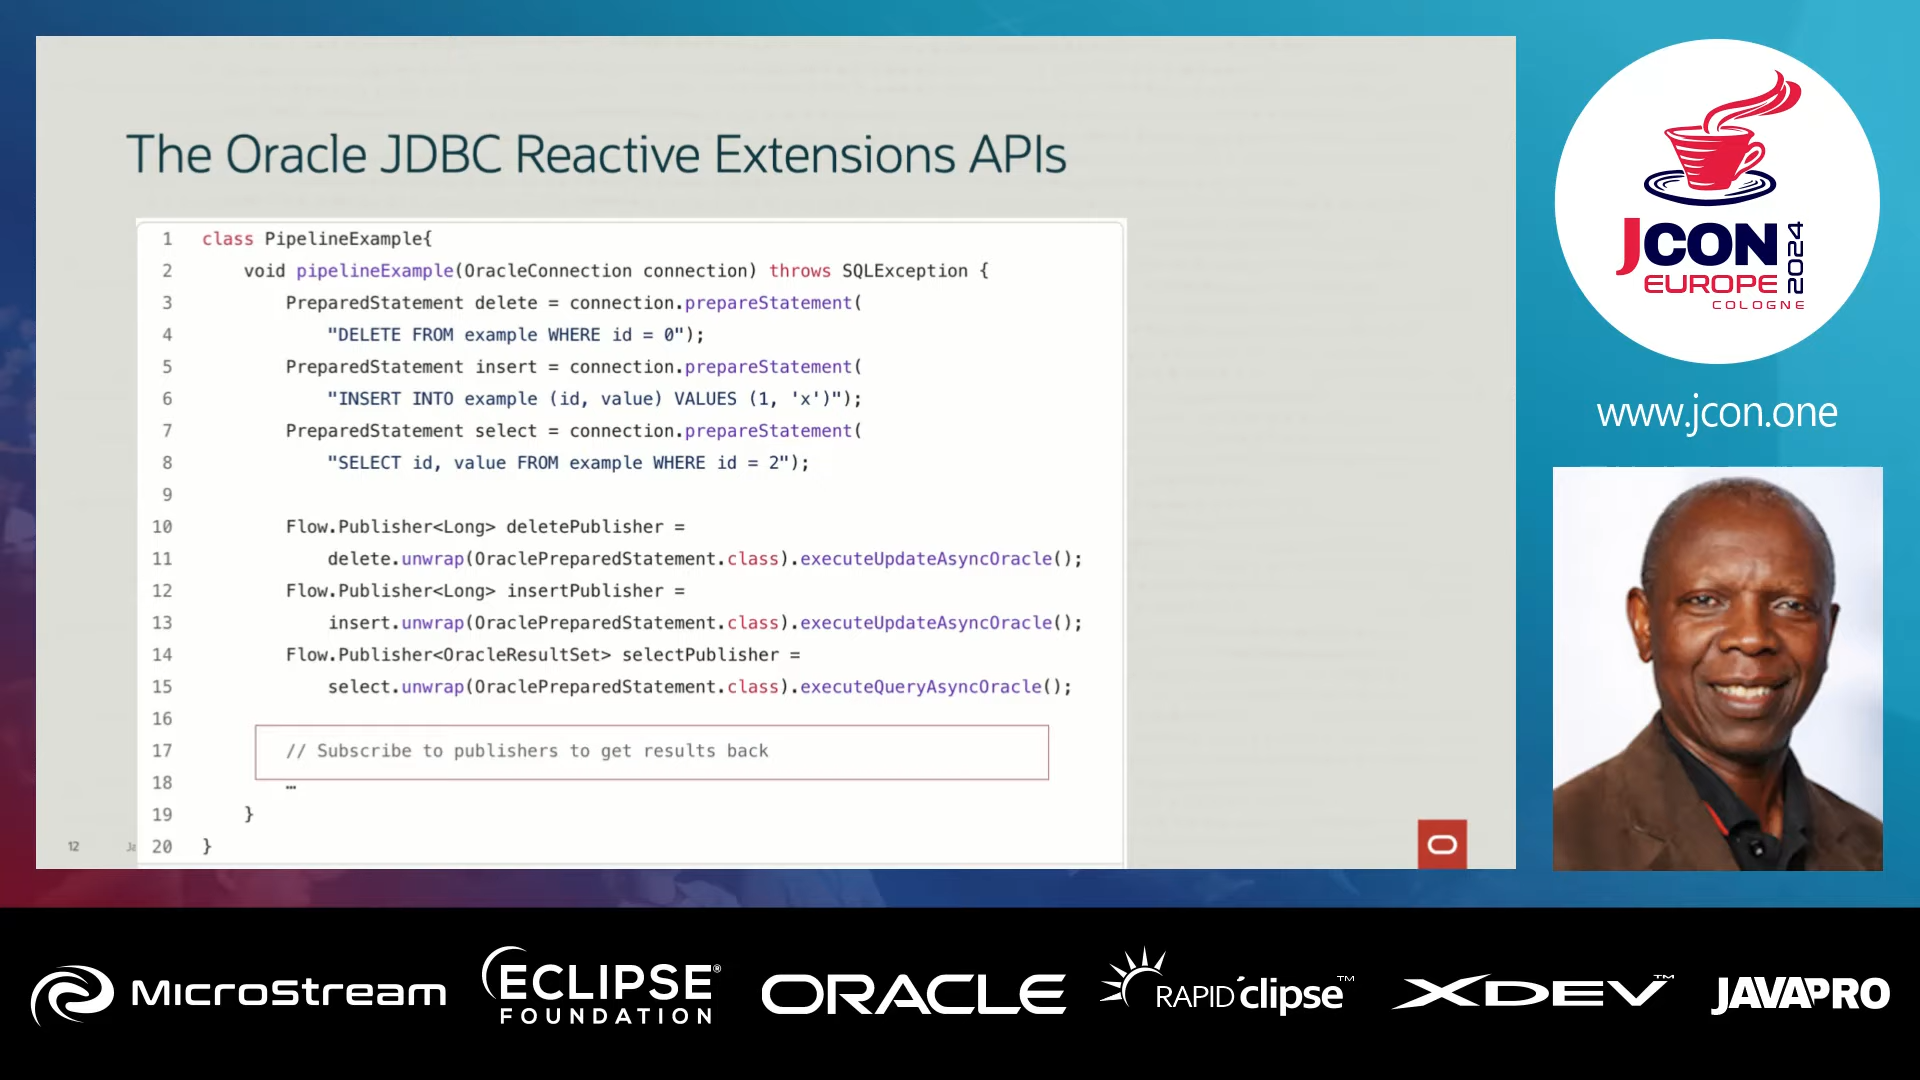 The Oracle JDBC Reactive Extensions APIs
1 class PipelineExample{
2 void pipelineExample(OracleConnection connection) throws SQLException {
3 PreparedStatement delete = connection.prepareStatement(
4 "DELETE FROM example WHERE id = 0");
5 PreparedStatement insert = connection.prepareStatement(
6 "INSERT INTO example (id, value) VALUES (1, 'x')");
7 PreparedStatement select = connection.prepareStatement(
8 "SELECT id, value FROM example WHERE id = 2");
9
10 Flow.Publisher<Long> deletePublisher =
11 delete.unwrap(OraclePreparedStatement.class).executeUpdateAsyncOracle();
12 Flow.Publisher<Long> insertPublisher =
13 insert.unwrap(OraclePreparedStatement.class).executeUpdateAsyncOracle();
14 Flow.Publisher<OracleResultSet> selectPublisher =
15 select.unwrap(OraclePreparedStatement.class).executeQueryAsyncOracle();
16
17 // Subscribe to publishers to get results back
18 …
19 }
20 }
12
JCON
EUROPE
2024
COLOGNE
www.jcon.one
MicroStream
ECLIPSE®
FOUNDATION
ORACLE
RAPID'clipse™
XDEV™
JAVAPRO